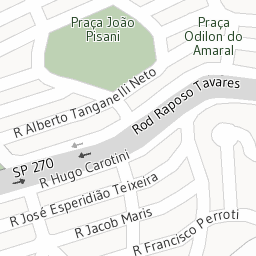 Praça João
Pisani
Praça
Odilon do
Amaral
R Alberto Tanganelli Neto
Rod Raposo Tavares
SP 270
R Hugo Carotini
R José Esperidião Teixeira
R Jacob Maris
R Francisco Perroti